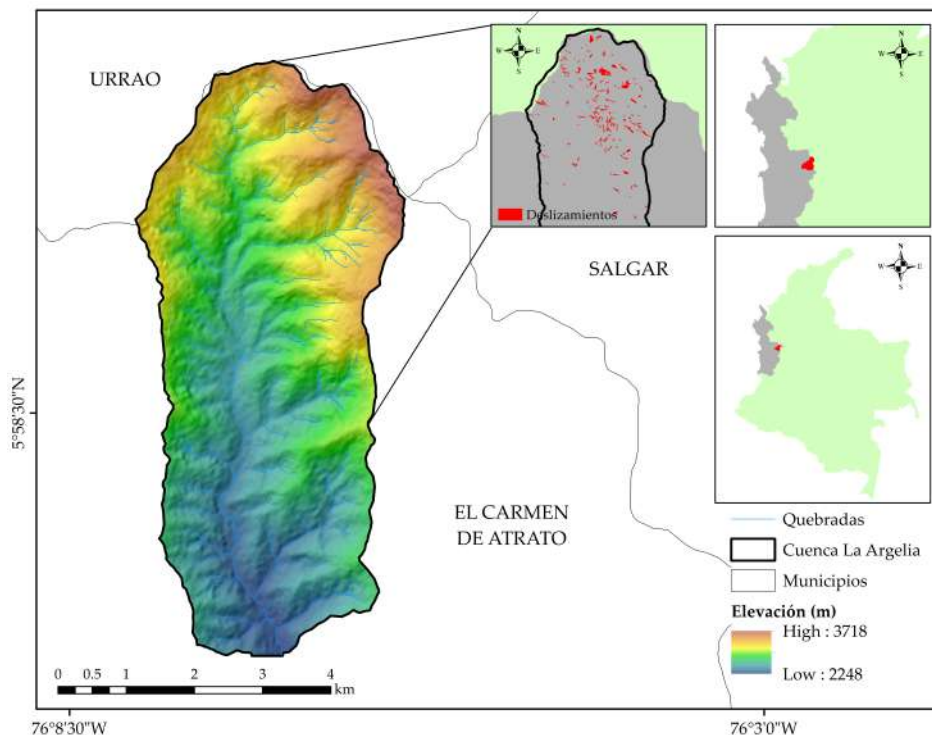 URRAO
N
W E
S
Deslizamientos
N
W E
S
SALGAR
N
W E
S
5°58'30"N
EL CARMEN
DE ATRATO
Quebradas
Cuenca La Argelia
Municipios
Elevación (m)
High : 3718
Low : 2248
0 0.5 1 2 3 4
km
76°8'30"W
76°3'0"W